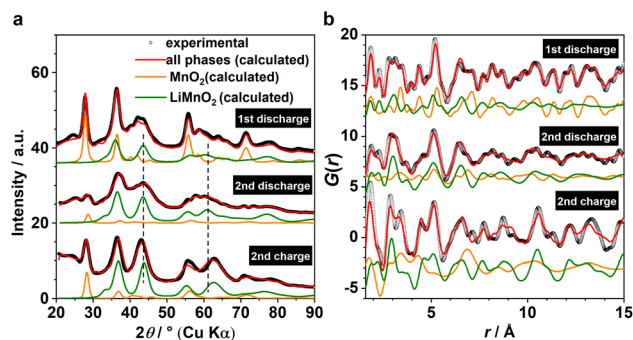 a
experimental
all phases (calculated)
MnO₂(calculated)
LiMnO₂(calculated)
1st discharge
2nd discharge
2nd charge
Intensity / a.u.
60
40
20
0
20 30 40 50 60 70 80 90
2θ / ° (Cu Kα)
b
1st discharge
2nd discharge
2nd charge
G(r)
20
15
10
5
0
-5
5 10 15
r / Å